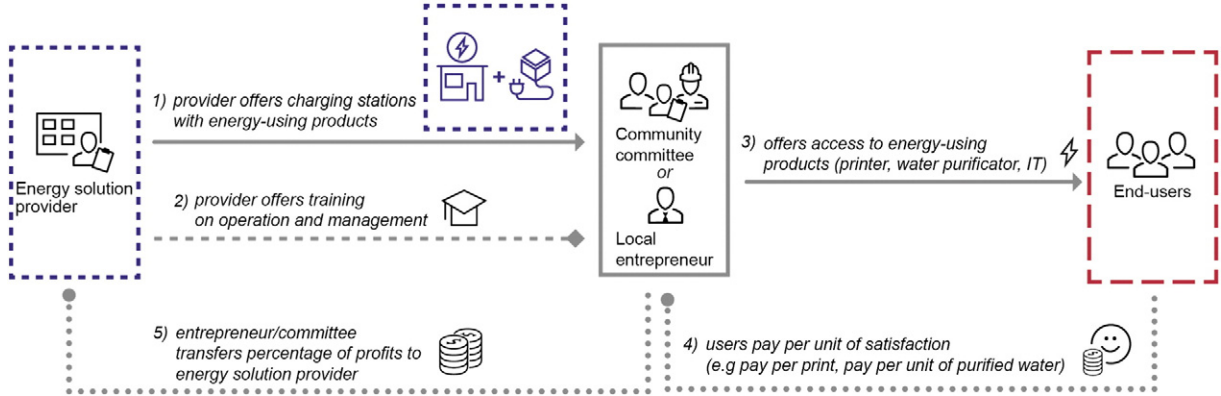 1) provider offers charging stations
with energy-using products
Energy solution
provider
2) provider offers training
on operation and management
Community
committee
or
Local
entrepreneur
3) offers access to energy-using
products (printer, water purificator, IT)
End-users
4) users pay per unit of satisfaction
(e.g pay per print, pay per unit of purified water)
5) entrepreneur/committee
transfers percentage of profits to
energy solution provider